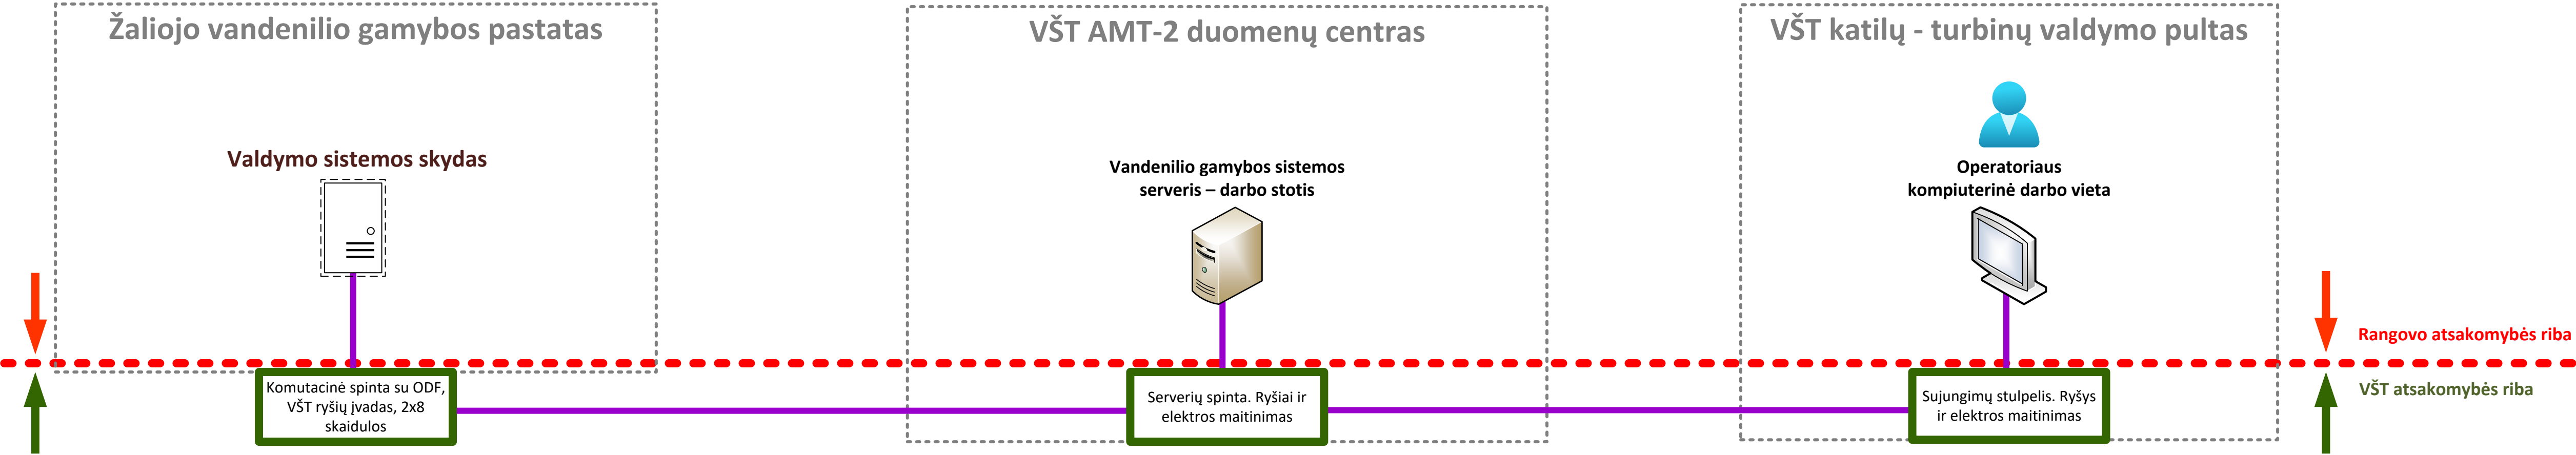 Žaliojo vandenilio gamybos pastatas
VŠT AMT-2 duomenų centras
VŠT katilų - turbinų valdymo pultas
Valdymo sistemos skydas
Vandenilio gamybos sistemos
serveris – darbo stotis
Operatoriaus
kompiuterinė darbo vieta
Rangovo atsakomybės riba
VŠT atsakomybės riba
Komutacinė spinta su ODF,
VŠT ryšių įvadas, 2x8
skaidulos
Serverių spinta. Ryšiai ir
elektros maitinimas
Sujungimų stulpelis. Ryšys
ir elektros maitinimas